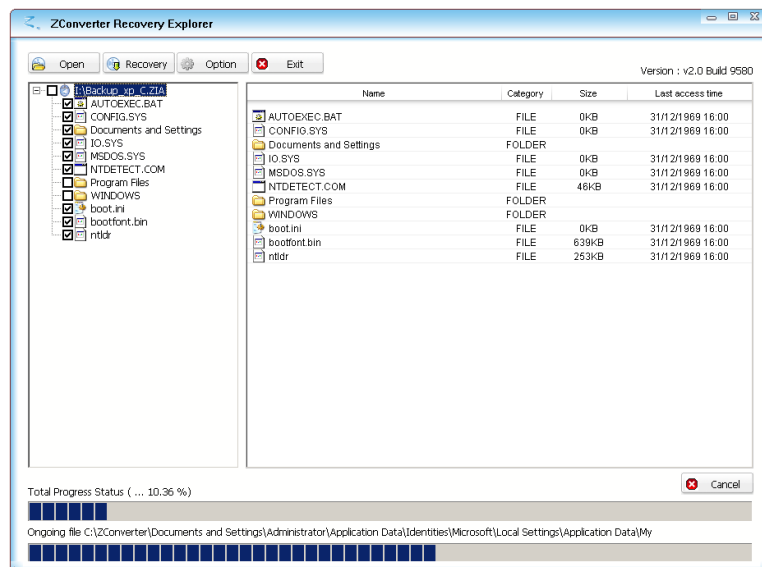 ZConverter Recovery Explorer
Open Recovery Option Exit
Version : v2.0 Build 9580
I:\Backup_xp_C.ZIA
AUTOEXEC.BAT
CONFIG.SYS
Documents and Settings
IO.SYS
MSDOS.SYS
NTDETECT.COM
Program Files
WINDOWS
boot.ini
bootfont.bin
ntldr
Name Category Size Last access time
AUTOEXEC.BAT FILE 0KB 31/12/1969 16:00
CONFIG.SYS FILE 0KB 31/12/1969 16:00
Documents and Settings FOLDER
IO.SYS FILE 0KB 31/12/1969 16:00
MSDOS.SYS FILE 0KB 31/12/1969 16:00
NTDETECT.COM FILE 46KB 31/12/1969 16:00
Program Files FOLDER
WINDOWS FOLDER
boot.ini FILE 0KB 31/12/1969 16:00
bootfont.bin FILE 639KB 31/12/1969 16:00
ntldr FILE 253KB 31/12/1969 16:00
Cancel
Total Progress Status ( ... 10.36 %)
Ongoing file C:\ZConverter\Documents and Settings\Administrator\Application Data\Identities\Microsoft\Local Settings\Application Data\My